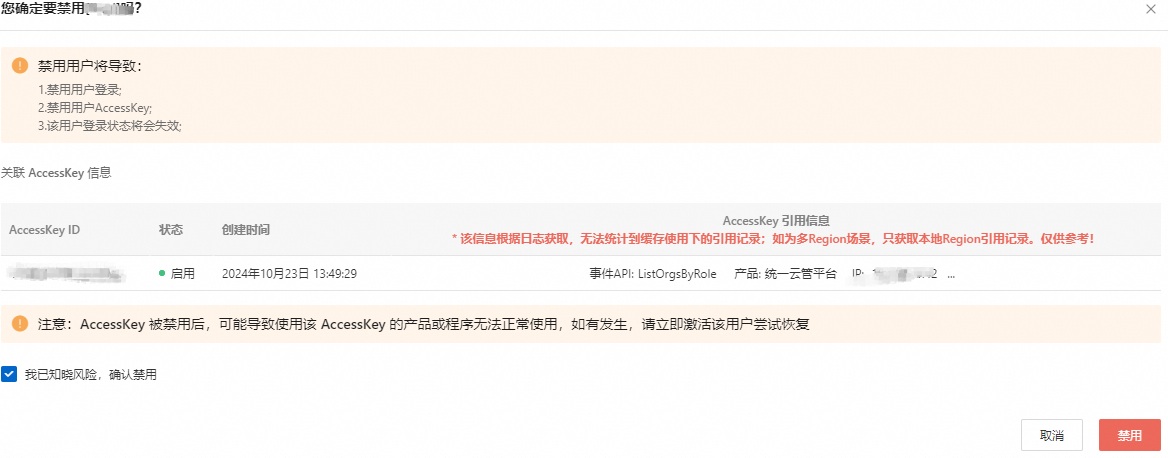 您确定要禁用吗?
禁用用户将导致：
1.禁用用户登录;
2.禁用用户AccessKey;
3.该用户登录状态将会失效;
关联 AccessKey 信息
AccessKey ID 状态 创建时间 AccessKey 引用信息
* 该信息根据日志获取，无法统计到缓存使用下的引用记录；如为多Region场景，只获取本地Region引用记录。仅供参考！
启用 2024年10月23日 13:49:29 事件API: ListOrgsByRole 产品: 统一云管平台 IP: ...
注意：AccessKey 被禁用后，可能导致使用该 AccessKey 的产品或程序无法正常使用，如有发生，请立即激活该用户尝试恢复
我已知晓风险，确认禁用
取消 禁用